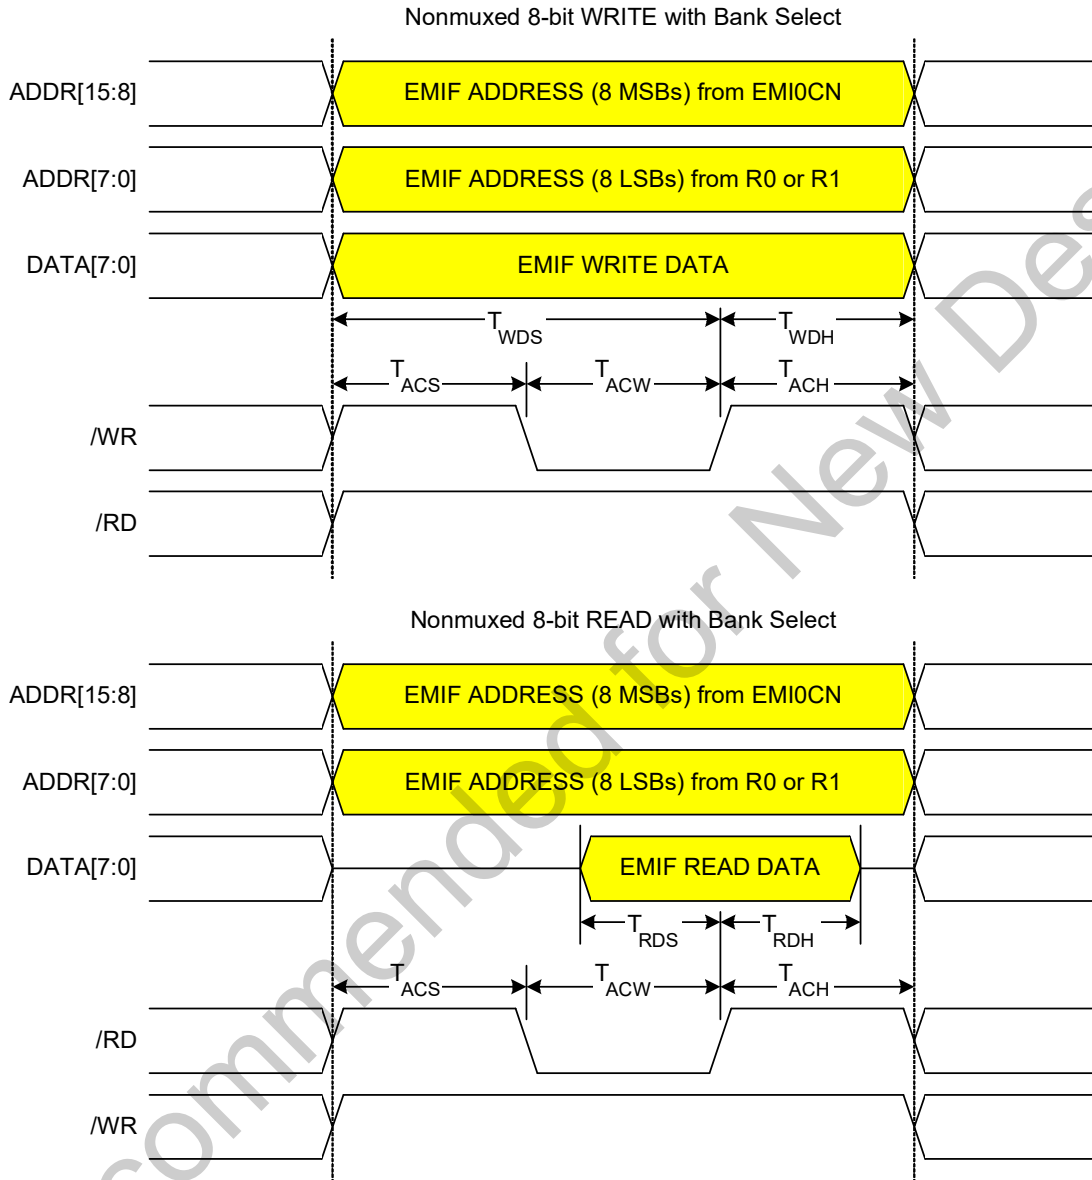 Nonmuxed 8-bit WRITE with Bank Select
ADDR[15:8] EMIF ADDRESS (8 MSBs) from EMI0CN
ADDR[7:0] EMIF ADDRESS (8 LSBs) from R0 or R1
DATA[7:0] EMIF WRITE DATA
TWDS TWDH
TACS TACW TACH
/WR
/RD
Nonmuxed 8-bit READ with Bank Select
ADDR[15:8] EMIF ADDRESS (8 MSBs) from EMI0CN
ADDR[7:0] EMIF ADDRESS (8 LSBs) from R0 or R1
DATA[7:0] EMIF READ DATA
TRDS TRDH
TACS TACW TACH
/RD
/WR
commended for New Des